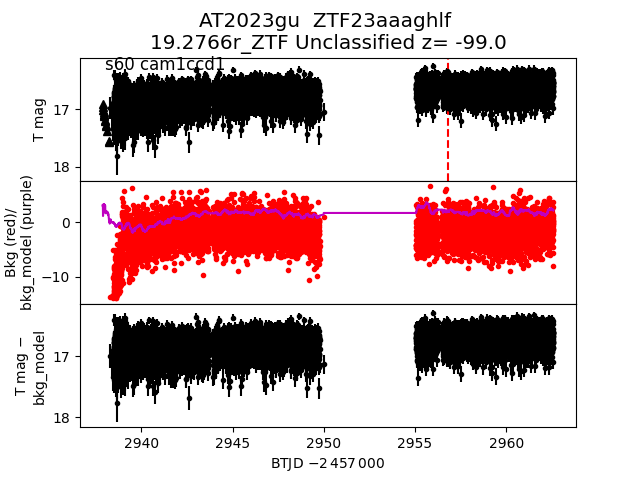 AT2023gu  ZTF23aaaghlf
19.2766r_ZTF Unclassified z= -99.0
s60 cam1ccd1
T mag
17
18
Bkg (red)/
bkg_model (purple)
0
−10
T mag −
bkg_model
17
18
2940 2945 2950 2955 2960
BTJD −2 457 000